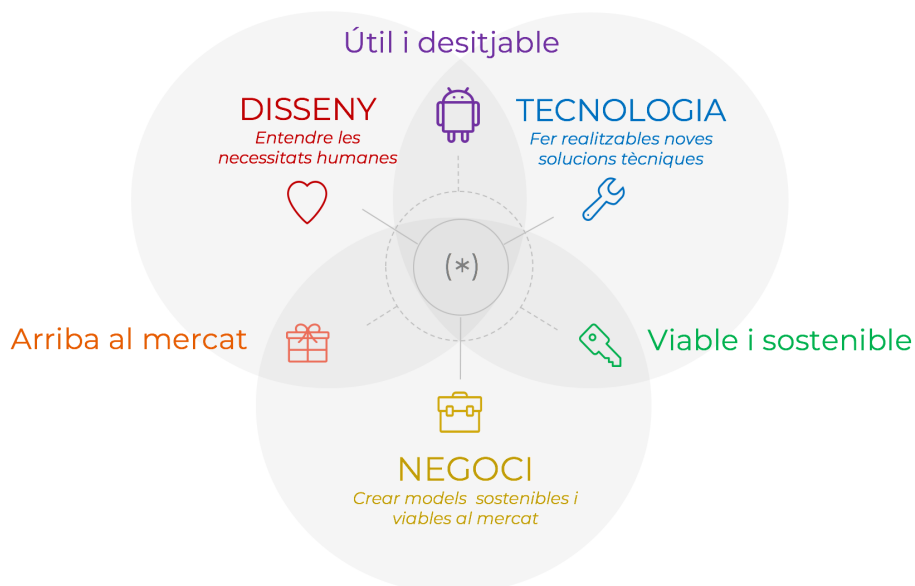 Útil i desitjable
DISSENY
Entendre les
necessitats humanes
TECNOLOGIA
Fer realitzables noves
solucions tècniques
(*)
Arriba al mercat
Viable i sostenible
NEGOCI
Crear models  sostenibles i
viables al mercat